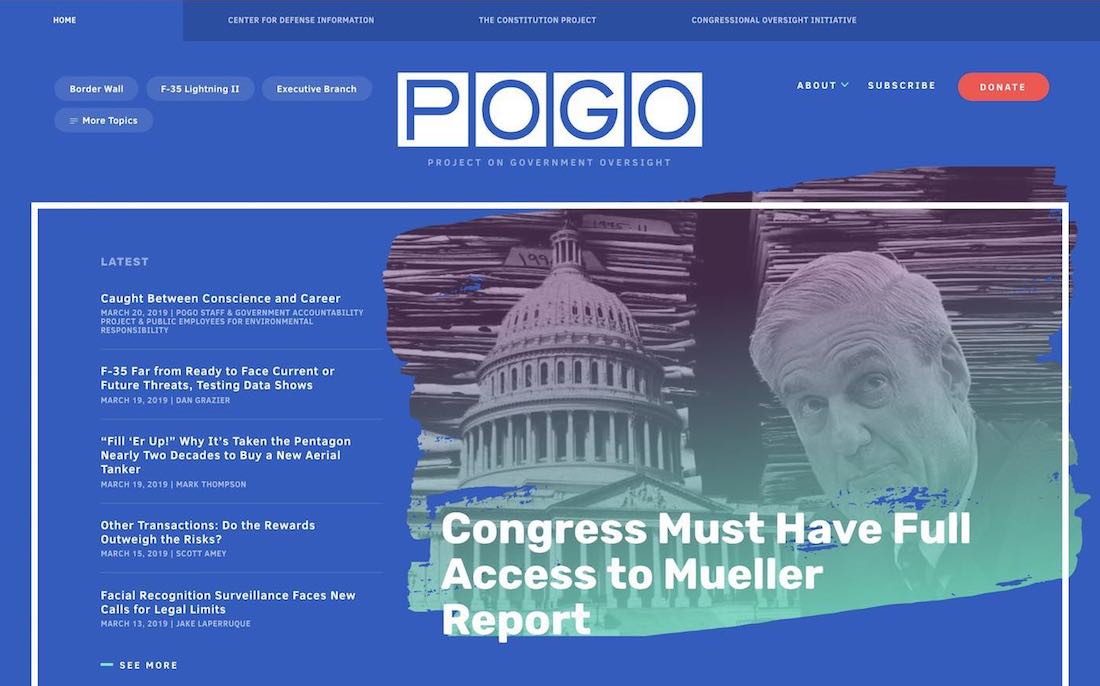 HOME
CENTER FOR DEFENSE INFORMATION
THE CONSTITUTION PROJECT
CONGRESSIONAL OVERSIGHT INITIATIVE
Border Wall
F-35 Lightning II
Executive Branch
More Topics
POGO
PROJECT ON GOVERNMENT OVERSIGHT
ABOUT
SUBSCRIBE
DONATE
LATEST
Caught Between Conscience and Career
MARCH 20, 2019 | POGO STAFF & GOVERNMENT ACCOUNTABILITY
PROJECT & PUBLIC EMPLOYEES FOR ENVIRONMENTAL
RESPONSIBILITY
F-35 Far from Ready to Face Current or
Future Threats, Testing Data Shows
MARCH 19, 2019 | DAN GRAZIER
“Fill ‘Er Up!” Why It’s Taken the Pentagon
Nearly Two Decades to Buy a New Aerial
Tanker
MARCH 19, 2019 | MARK THOMPSON
Other Transactions: Do the Rewards
Outweigh the Risks?
MARCH 15, 2019 | SCOTT AMEY
Facial Recognition Surveillance Faces New
Calls for Legal Limits
MARCH 13, 2019 | JAKE LAPERRUQUE
SEE MORE
Congress Must Have Full
Access to Mueller
Report